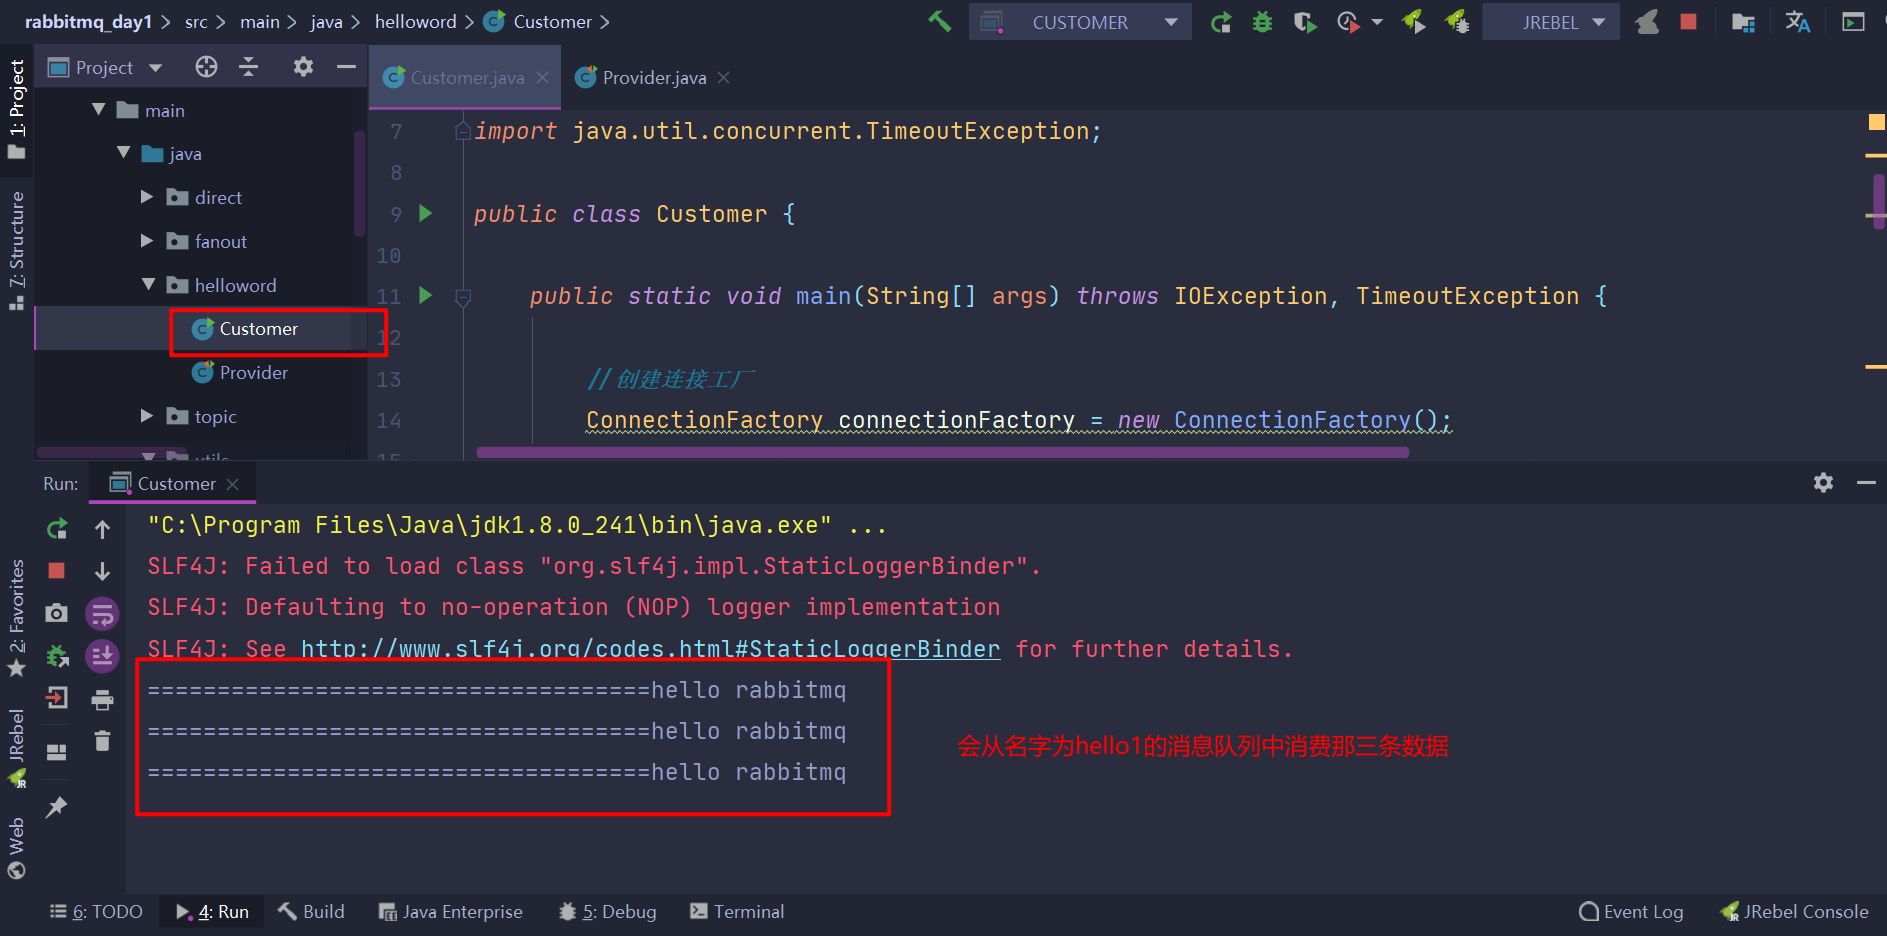 rabbitmq_day1 src main java helloword Customer CUSTOMER JREBEL
1: Project
7: Structure
2: Favorites
JRebel
Web
Project
main
java
direct
fanout
helloword
Customer
Provider
topic
utils
Customer.java Provider.java
7 import java.util.concurrent.TimeoutException;
8
9 public class Customer {
10
11 public static void main(String[] args) throws IOException, TimeoutException {
12
13 //创建连接工厂
14 ConnectionFactory connectionFactory = new ConnectionFactory();
15
Run: Customer
"C:\Program Files\Java\jdk1.8.0_241\bin\java.exe" ...
SLF4J: Failed to load class "org.slf4j.impl.StaticLoggerBinder".
SLF4J: Defaulting to no-operation (NOP) logger implementation
SLF4J: See http://www.slf4j.org/codes.html#StaticLoggerBinder for further details.
====================================hello rabbitmq
====================================hello rabbitmq
====================================hello rabbitmq
会从名字为hello1的消息队列中消费那三条数据
6: TODO 4: Run Build Java Enterprise 5: Debug Terminal Event Log JRebel Console